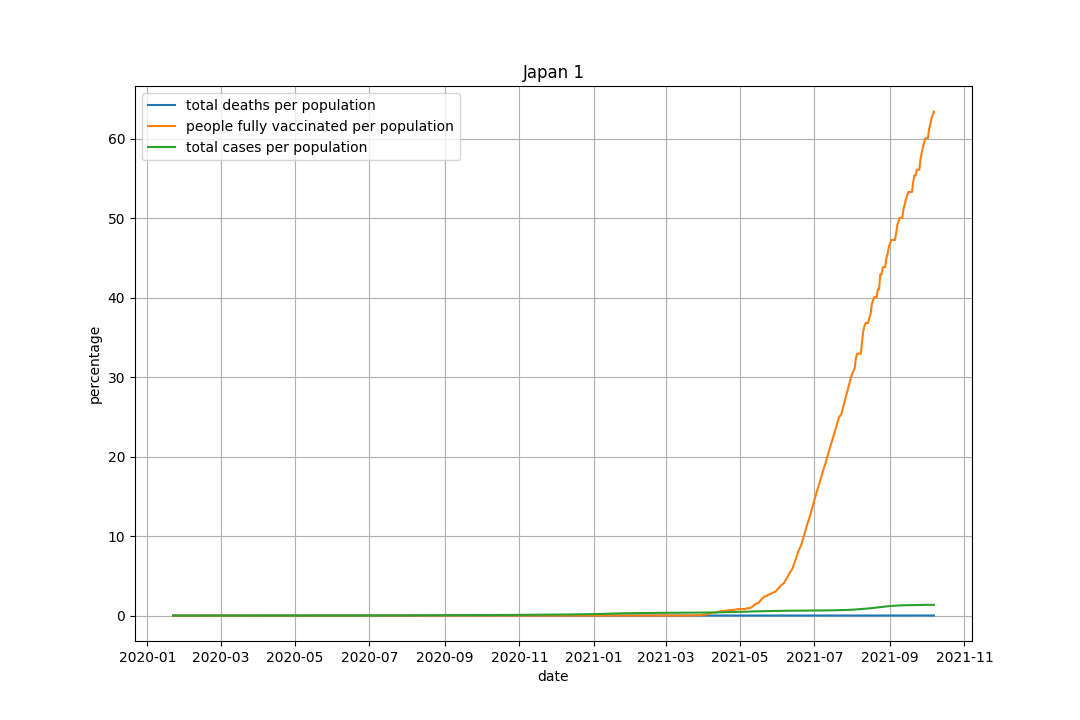 Japan 1
total deaths per population
people fully vaccinated per population
total cases per population
percentage
60
50
40
30
20
10
0
2020-01 2020-03 2020-05 2020-07 2020-09 2020-11 2021-01 2021-03 2021-05 2021-07 2021-09 2021-11
date